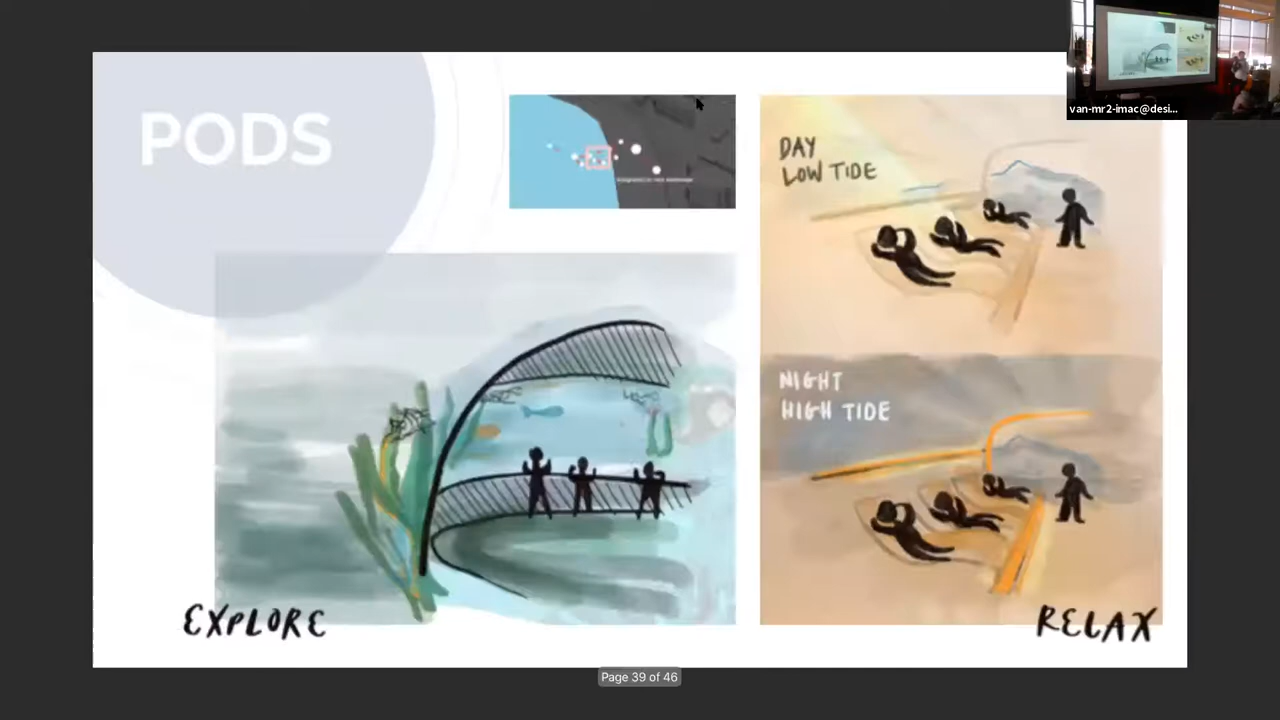 PODS
van-mr2-imac@desi...
DAY
LOW TIDE
NIGHT
HIGH TIDE
EXPLORE
RELAX
Page 39 of 46